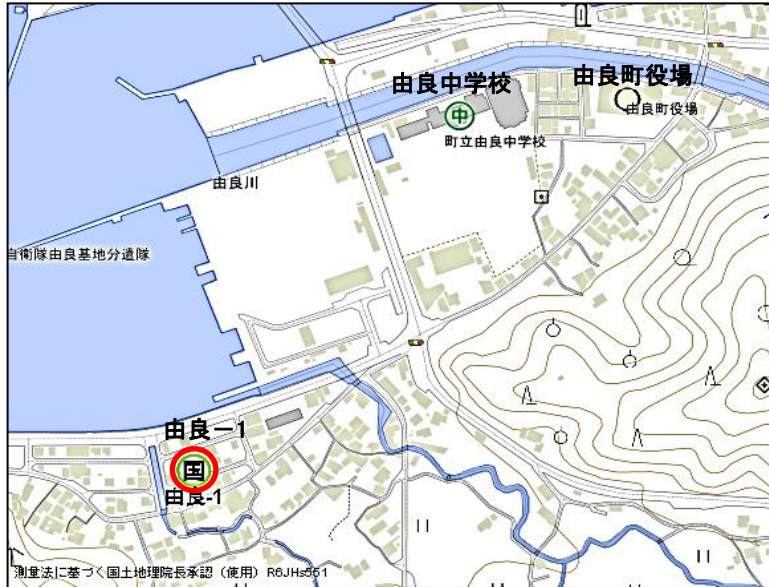 由良中学校
由良町役場
由良町役場
中
町立由良中学校
由良川
自衛隊由良基地分遣隊
由良ー1
国
由良-1
測量法に基づく国土地理院長承認（使用）R6JHs551